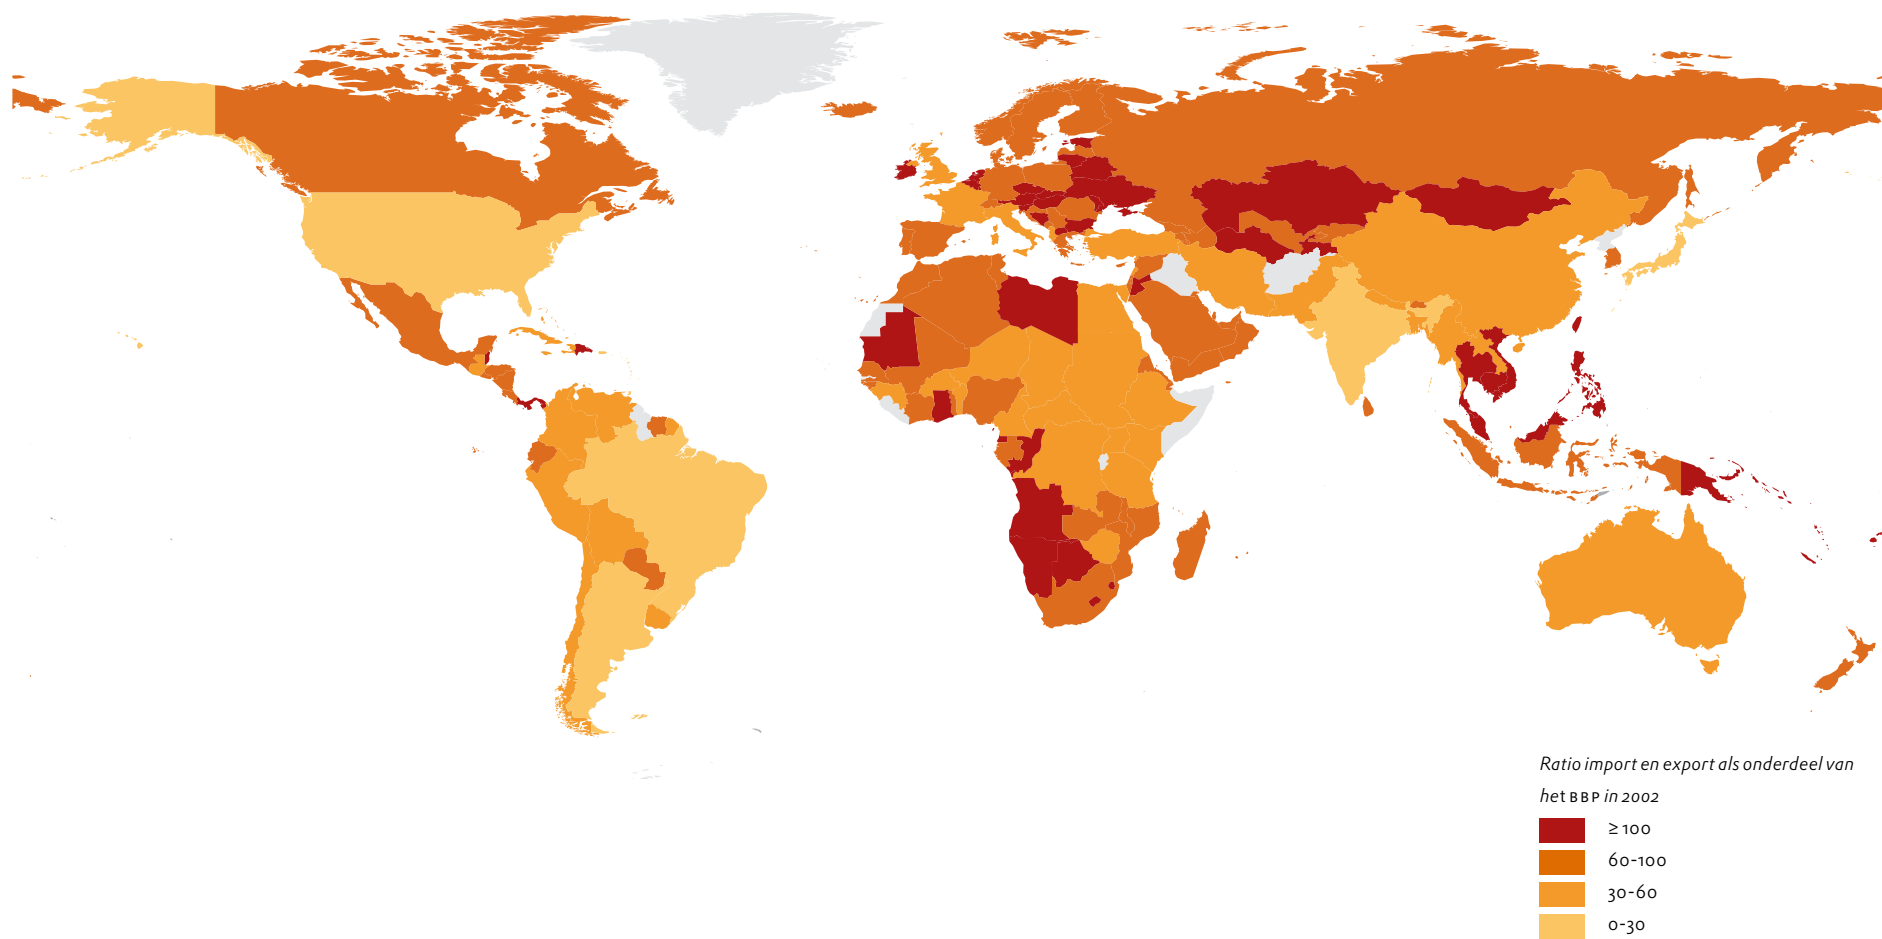 Ratio import en export als onderdeel van
het BBP in 2002
≥ 100
60-100
30-60
0-30